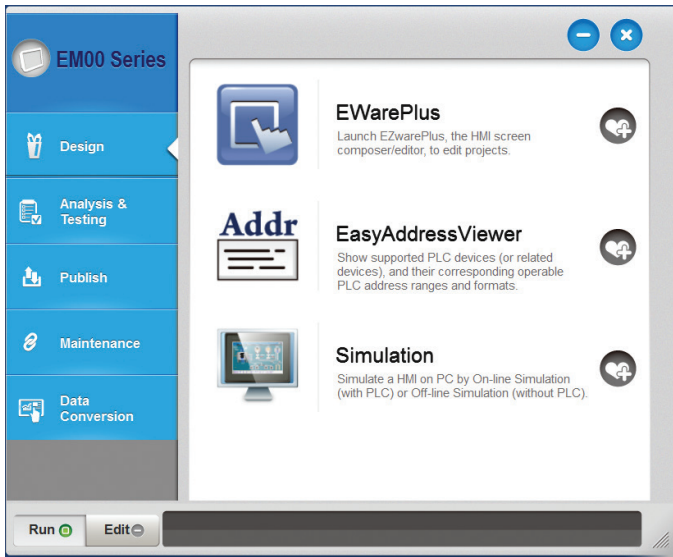 EM00 Series
Design
Analysis &
Testing
Publish
Maintenance
Data
Conversion
EWarePlus
Launch EZwarePlus, the HMI screen
composer/editor, to edit projects.
Addr
EasyAddressViewer
Show supported PLC devices (or related
devices), and their corresponding operable
PLC address ranges and formats.
Simulation
Simulate a HMI on PC by On-line Simulation
(with PLC) or Off-line Simulation (without PLC).
Run
Edit